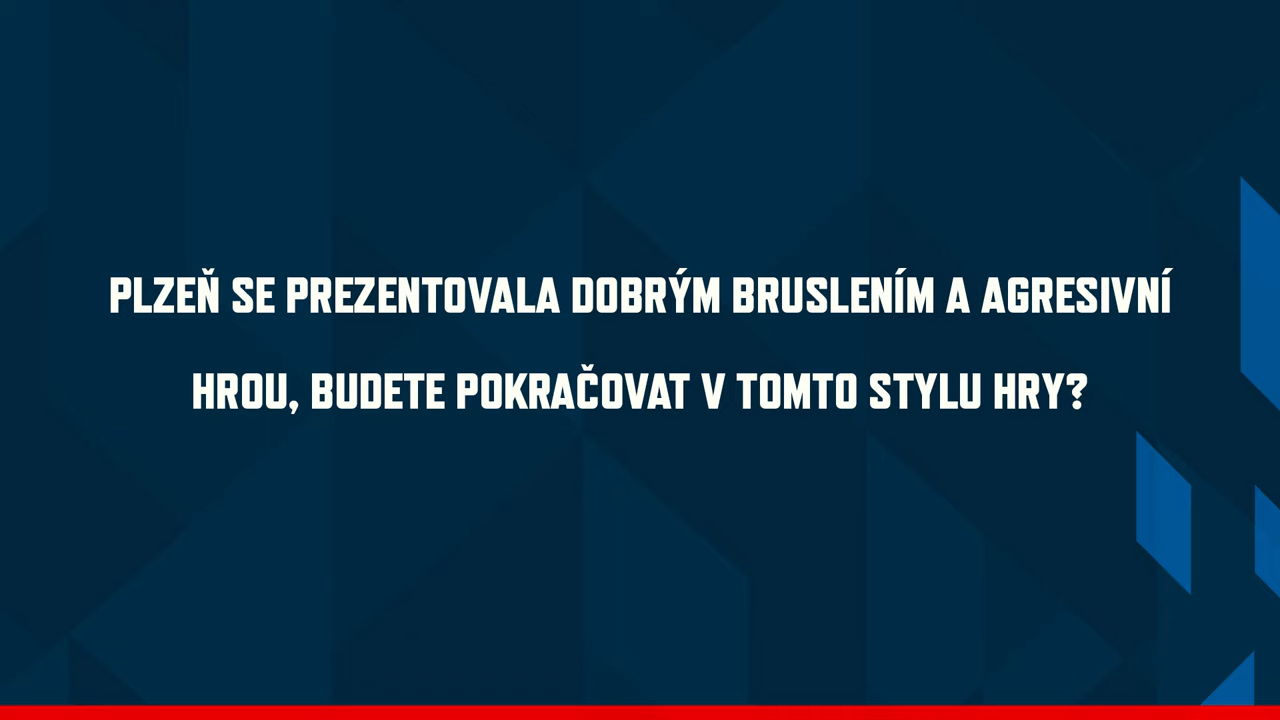 PLZEŇ SE PREZENTOVALA DOBRÝM BRUSLENÍM A AGRESIVNÍ
HROU, BUDETE POKRAČOVAT V TOMTO STYLU HRY?